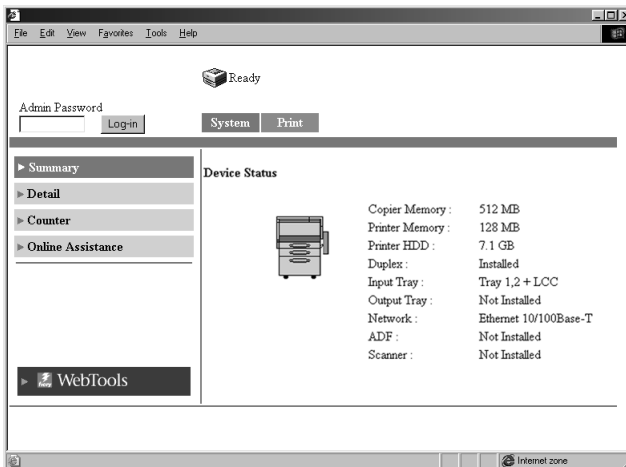 File Edit View Favorites Tools Help
Ready
Admin Password
Log-in
System Print
Summary
Detail
Counter
Online Assistance
Device Status
Copier Memory : 512 MB
Printer Memory : 128 MB
Printer HDD : 7.1 GB
Duplex : Installed
Input Tray : Tray 1,2 + LCC
Output Tray : Not Installed
Network : Ethernet 10/100Base-T
ADF : Not Installed
Scanner : Not Installed
fiery WebTools
Internet zone